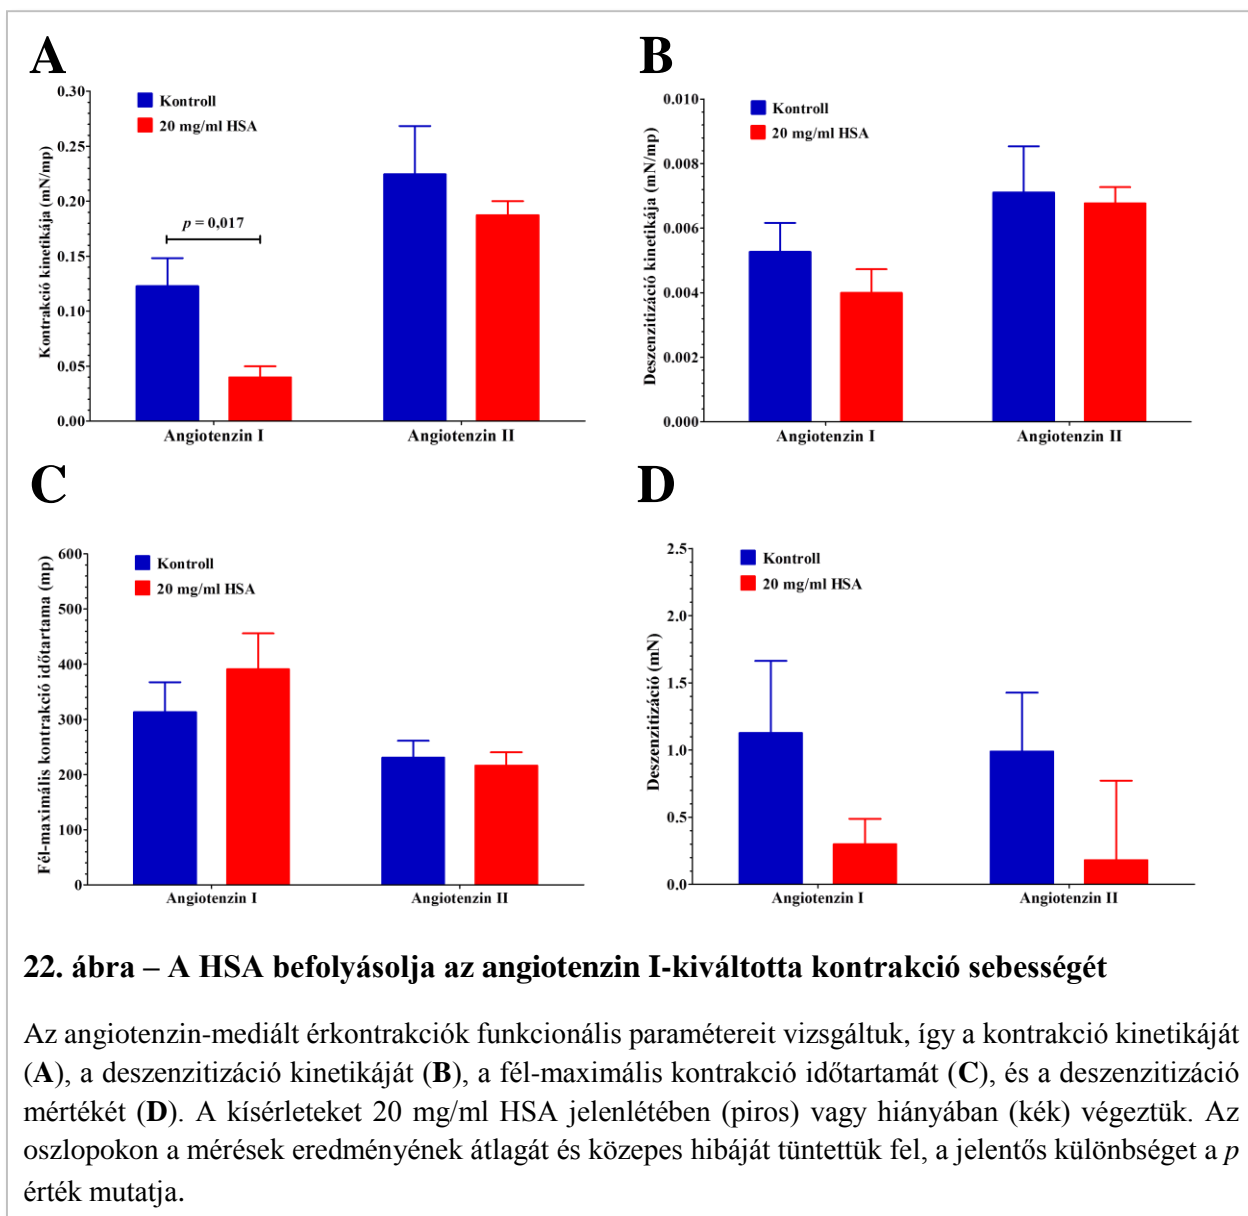 A
Kontrakció kinetikája (mN/mp)
0.30
0.25
0.20
0.15
0.10
0.05
0.00
Kontroll
20 mg/ml HSA
p = 0,017
Angiotenzin I
Angiotenzin II
B
Deszenzitizáció kinetikája (mN/mp)
0.010
0.008
0.006
0.004
0.002
0.000
Kontroll
20 mg/ml HSA
Angiotenzin I
Angiotenzin II
C
Fél-maximális kontrakció időtartama (mp)
600
500
400
300
200
100
0
Kontroll
20 mg/ml HSA
Angiotenzin I
Angiotenzin II
D
Deszenzitizáció (mN)
2.5
2.0
1.5
1.0
0.5
0.0
Kontroll
20 mg/ml HSA
Angiotenzin I
Angiotenzin II
22. ábra – A HSA befolyásolja az angiotenzin I-kiváltotta kontrakció sebességét
Az angiotenzin-mediált érkontrakciók funkcionális paramétereit vizsgáltuk, így a kontrakció kinetikáját
(A), a deszenzitizáció kinetikáját (B), a fél-maximális kontrakció időtartamát (C), és a deszenzitizáció
mértékét (D). A kísérleteket 20 mg/ml HSA jelenlétében (piros) vagy hiányában (kék) végeztük. Az
oszlopokon a mérések eredményének átlagát és közepes hibáját tüntettük fel, a jelentős különbséget a p
érték mutatja.